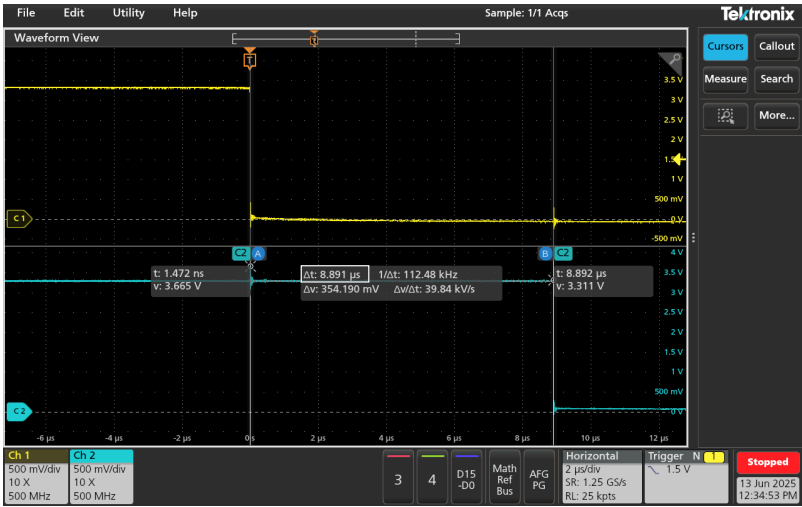 File Edit Utility Help Sample: 1/1 Acqs Tektronix
Waveform View
T
T
Cursors Callout
Measure Search
More...
3.5 V
3 V
2.5 V
2 V
1 V
500 mV
0 V
-500 mV
C 1
C2 A
B C2
t: 1.472 ns
v: 3.665 V
Δt: 8.891 µs 1/Δt: 112.48 kHz
Δv: 354.190 mV Δv/Δt: 39.84 kV/s
t: 8.892 µs
v: 3.311 V
4 V
3.5 V
3 V
2.5 V
2 V
1.5 V
1 V
500 mV
0 V
C 2
-6 µs -4 µs -2 µs 0 s 2 µs 4 µs 6 µs 8 µs 10 µs 12 µs
Ch 1
500 mV/div
10 X
500 MHz
Ch 2
500 mV/div
10 X
500 MHz
3
4
D15
-D0
Math
Ref
Bus
AFG
PG
Horizontal
2 µs/div
SR: 1.25 GS/s
RL: 25 kpts
Trigger N 1
1.5 V
Stopped
13 Jun 2025
12:34:53 PM